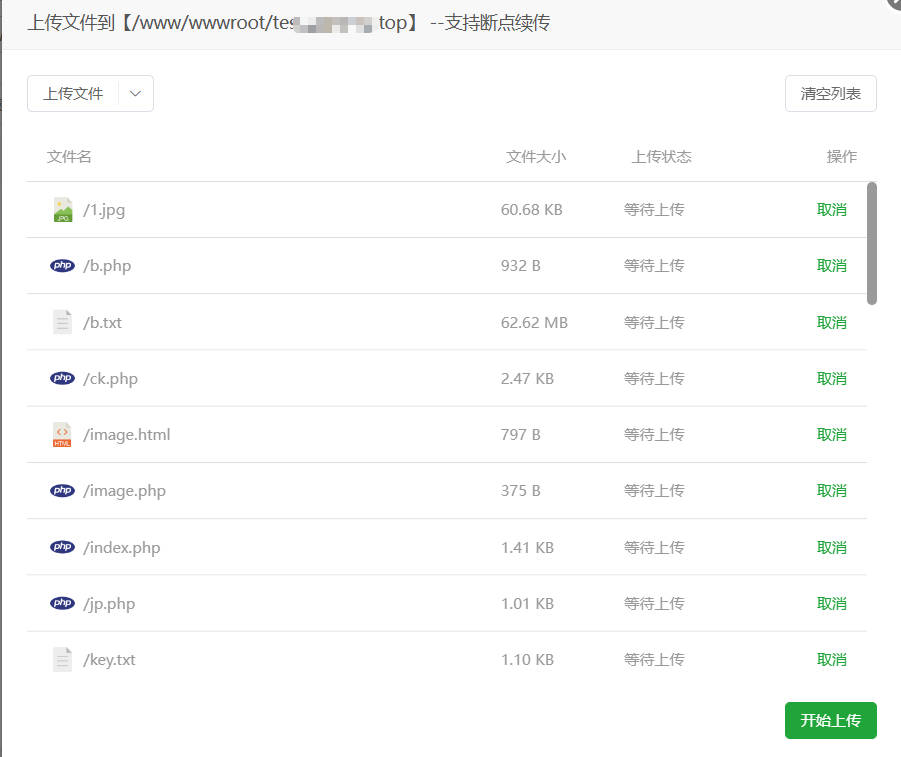 上传文件到【/www/wwwroot/tes top】 --支持断点续传
上传文件 清空列表
文件名 文件大小 上传状态 操作
JPG /1.jpg 60.68 KB 等待上传 取消
php /b.php 932 B 等待上传 取消
/b.txt 62.62 MB 等待上传 取消
php /ck.php 2.47 KB 等待上传 取消
HTML /image.html 797 B 等待上传 取消
php /image.php 375 B 等待上传 取消
php /index.php 1.41 KB 等待上传 取消
php /jp.php 1.01 KB 等待上传 取消
/key.txt 1.10 KB 等待上传 取消
开始上传